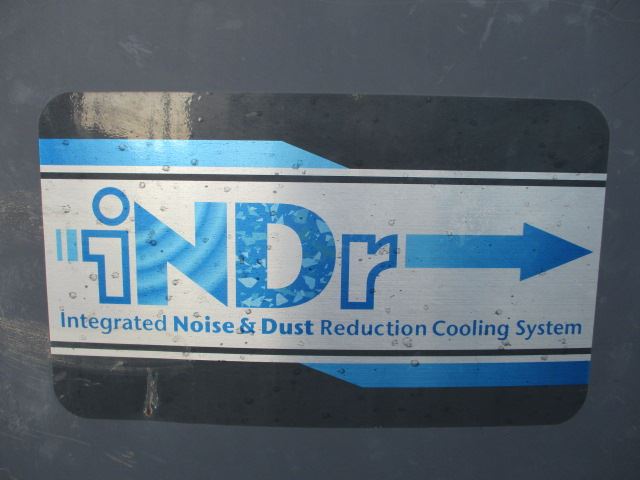 iNDr
Integrated Noise & Dust Reduction Cooling System